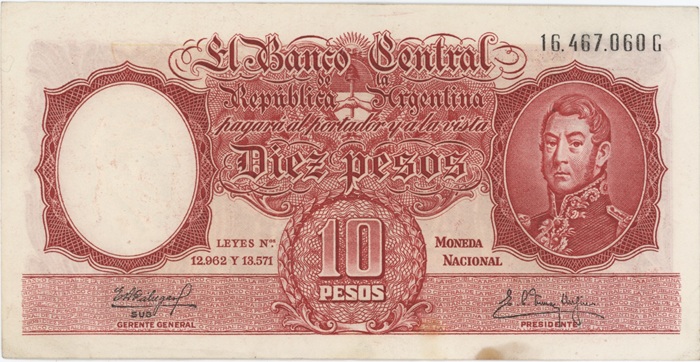 16.467.060 G
El Banco Central
de la
República Argentina
pagará al portador y a la vista
Diez pesos
LEYES Nos.
12.962 Y 13.571
10
PESOS
MONEDA
NACIONAL
SUB
GERENTE GENERAL
PRESIDENTE